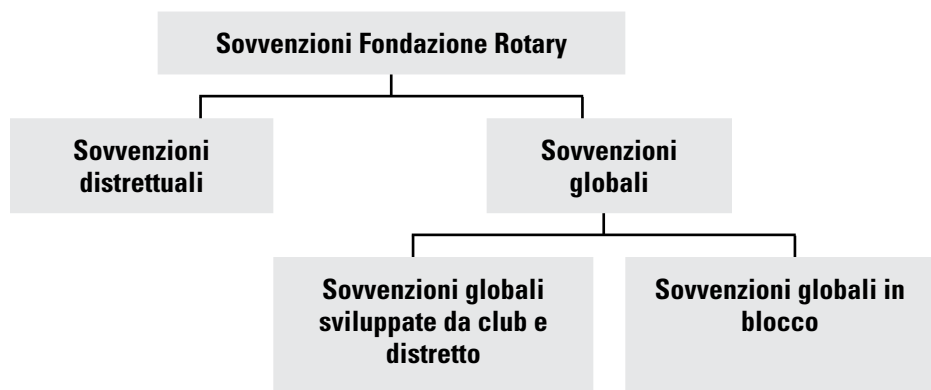 Sovvenzioni Fondazione Rotary
Sovvenzioni
distrettuali
Sovvenzioni
globali
Sovvenzioni globali
sviluppate da club e
distretto
Sovvenzioni globali in
blocco